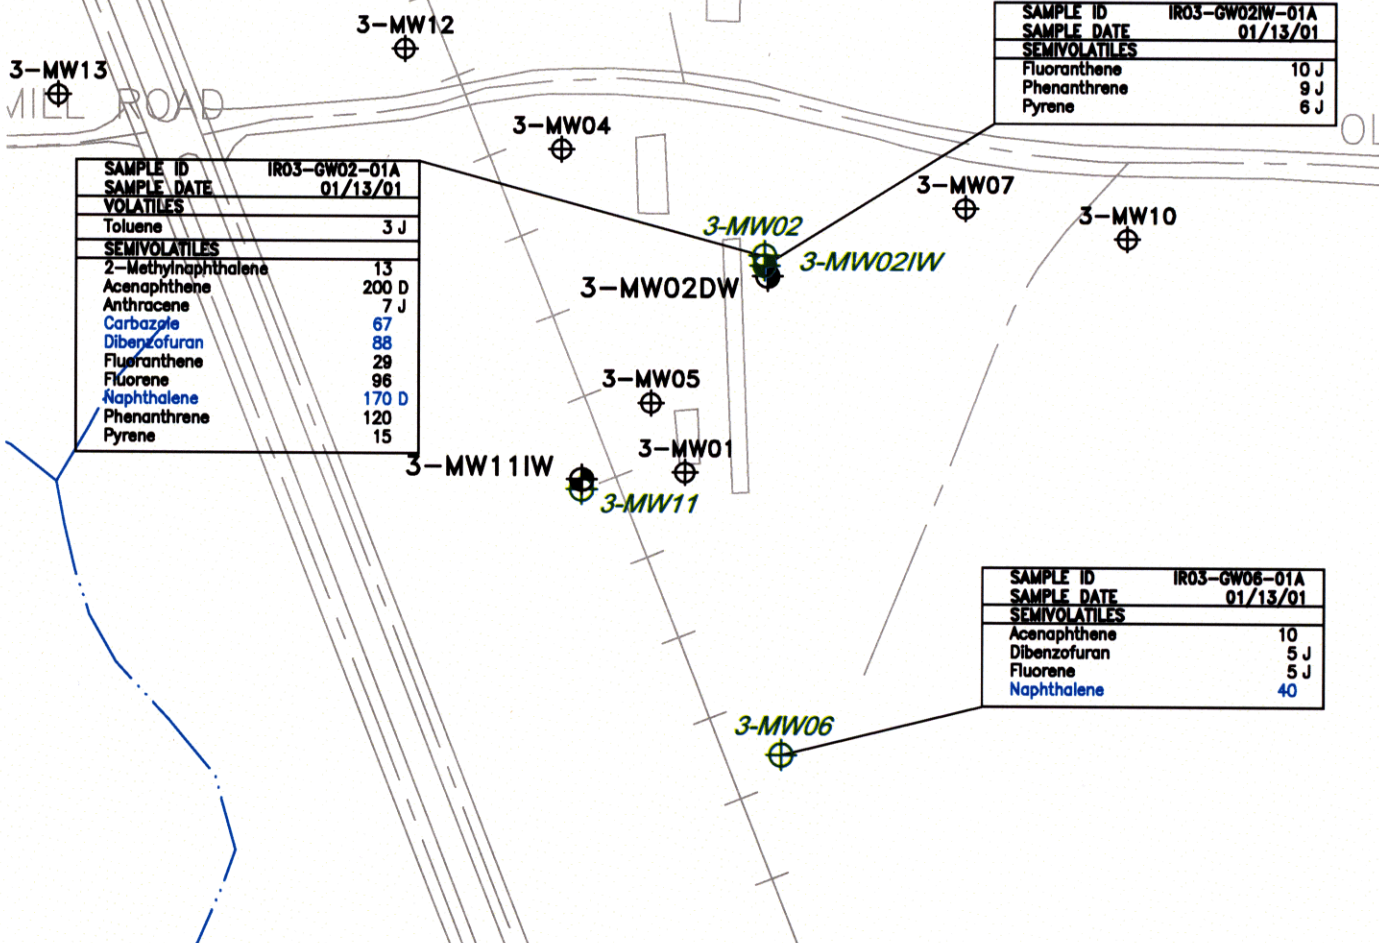 3-MW12
3-MW13
MILL ROAD
3-MW04
3-MW07
3-MW10
OL
3-MW02
3-MW02IW
3-MW02DW
3-MW05
3-MW01
3-MW11IW
3-MW11
3-MW06
SAMPLE ID IR03-GW02IW-01A
SAMPLE DATE 01/13/01
SEMIVOLATILES
Fluoranthene 10 J
Phenanthrene 9 J
Pyrene 6 J
SAMPLE ID IR03-GW02-01A
SAMPLE DATE 01/13/01
VOLATILES
Toluene 3 J
SEMIVOLATILES
2-Methylnaphthalene 13
Acenaphthene 200 D
Anthracene 7 J
Carbazole 67
Dibenzofuran 88
Fluoranthene 29
Fluorene 96
Naphthalene 170 D
Phenanthrene 120
Pyrene 15
SAMPLE ID IR03-GW06-01A
SAMPLE DATE 01/13/01
SEMIVOLATILES
Acenaphthene 10
Dibenzofuran 5 J
Fluorene 5 J
Naphthalene 40